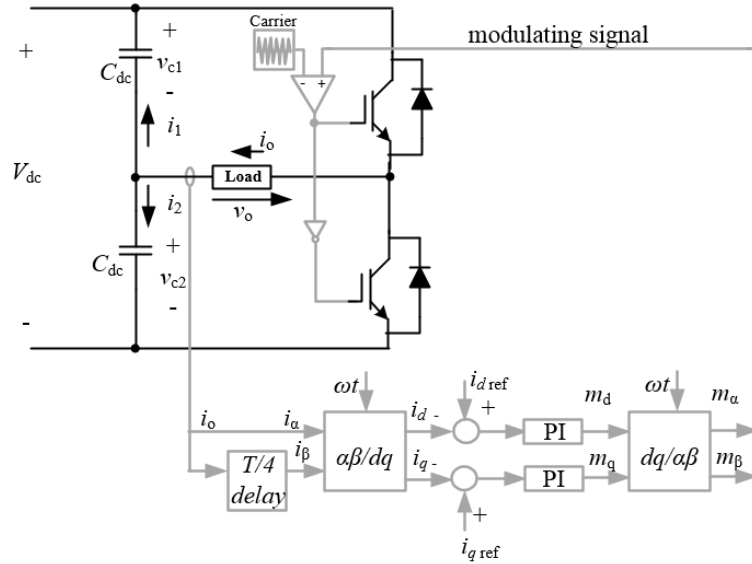 Carrier
modulating signal
- +
+
+
C_dc
v_c1
-
i_1
i_o
V_dc
Load
i_2
v_o
+
C_dc
v_c2
-
-
ωt
i_d ref
ωt
i_o
i_α
i_d -
+
PI
m_d
m_α
T/4
delay
i_β
αβ/dq
i_q -
+
PI
m_q
dq/αβ
m_β
i_q ref